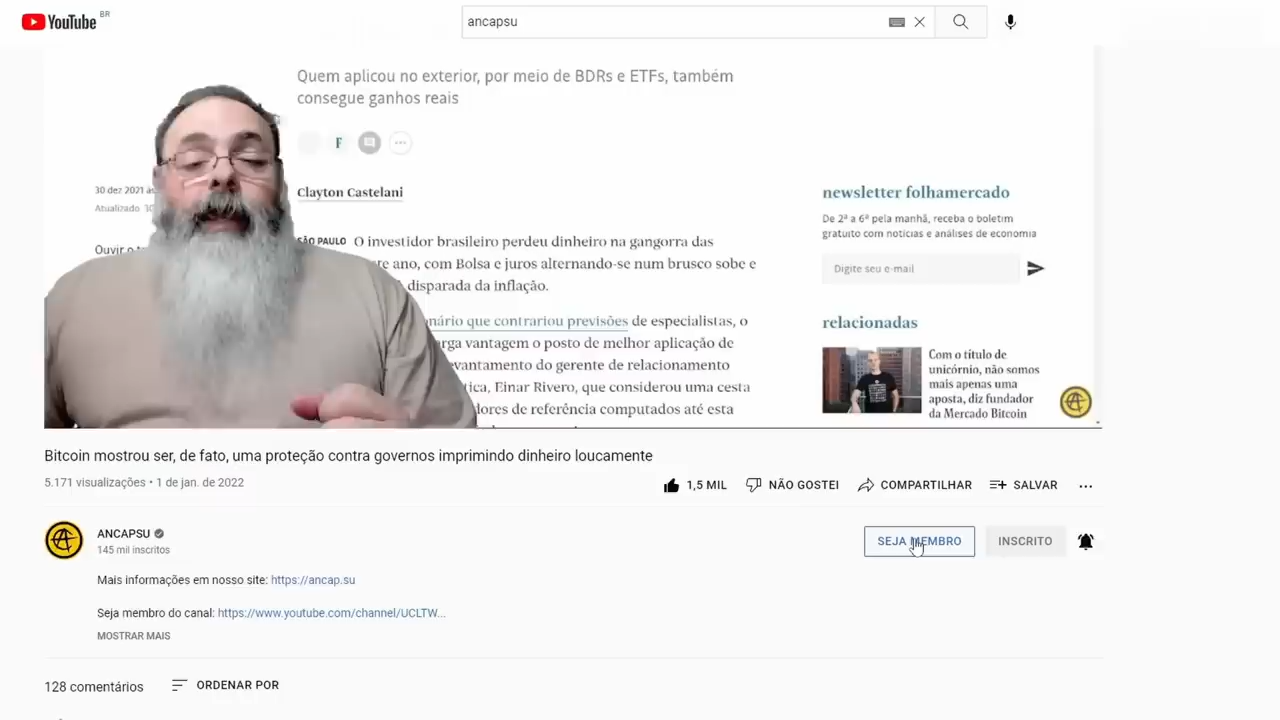 YouTube BR
ancapsu
Quem aplicou no exterior, por meio de BDRs e ETFs, também
consegue ganhos reais
F
30 dez 2021 às
Atualizado 30
Clayton Castelani
newsletter folhamercado
De 2ª a 6ª pela manhã, receba o boletim
gratuito com notícias e análises de economia
Digite seu e-mail
Ouvir o
SÃO PAULO O investidor brasileiro perdeu dinheiro na gangorra das
te ano, com Bolsa e juros alternando-se num brusco sobe e
disparada da inflação.
nário que contrariou previsões de especialistas, o
arga vantagem o posto de melhor aplicação de
evantamento do gerente de relacionamento
tica, Einar Rivero, que considerou uma cesta
dores de referência computados até esta
relacionadas
Com o título de
unicórnio, não somos
mais apenas uma
aposta, diz fundador
da Mercado Bitcoin
Bitcoin mostrou ser, de fato, uma proteção contra governos imprimindo dinheiro loucamente
5.171 visualizações • 1 de jan. de 2022
1,5 MIL
NÃO GOSTEI
COMPARTILHAR
SALVAR
ANCAPSU
145 mil inscritos
SEJA MEMBRO
INSCRITO
Mais informações em nosso site: https://ancap.su
Seja membro do canal: https://www.youtube.com/channel/UCLTW...
MOSTRAR MAIS
128 comentários
ORDENAR POR